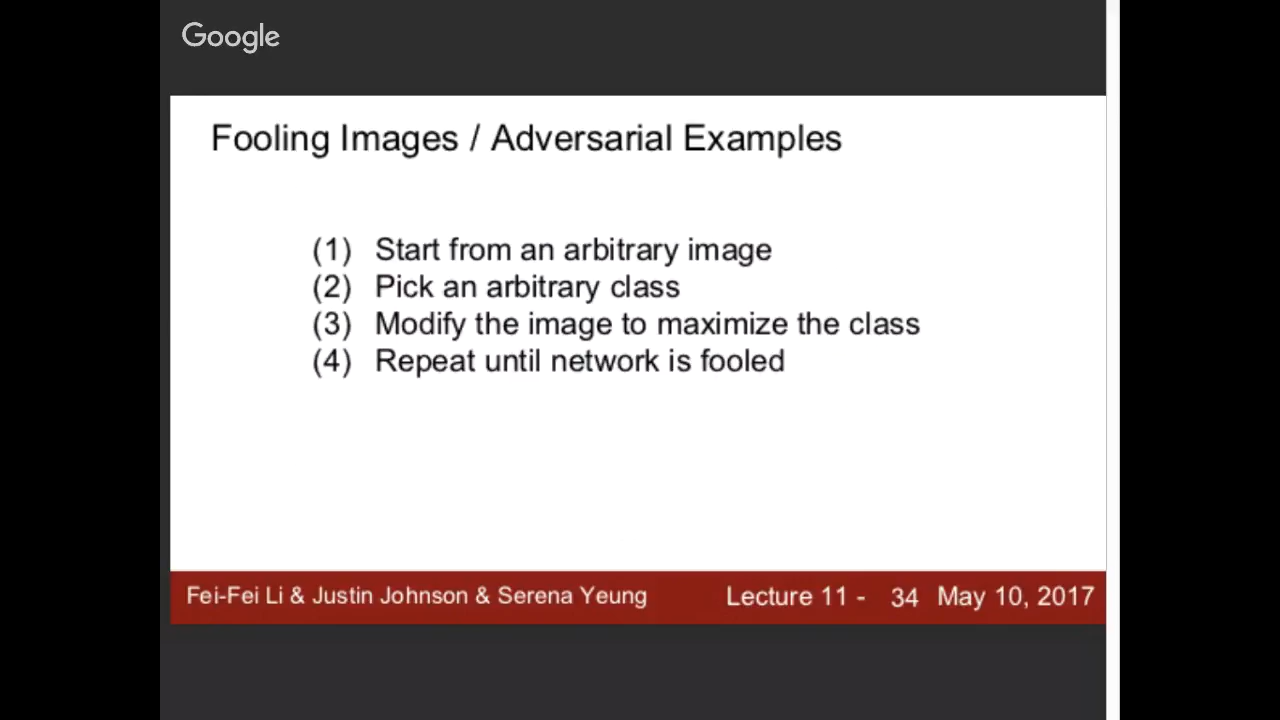 Google
Fooling Images / Adversarial Examples
(1) Start from an arbitrary image
(2) Pick an arbitrary class
(3) Modify the image to maximize the class
(4) Repeat until network is fooled
Fei-Fei Li & Justin Johnson & Serena Yeung Lecture 11 - 34 May 10, 2017